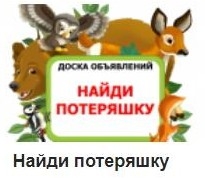 ДОСКА ОБЪЯВЛЕНИЙ
НАЙДИ
ПОТЕРЯШКУ
Найди потеряшку